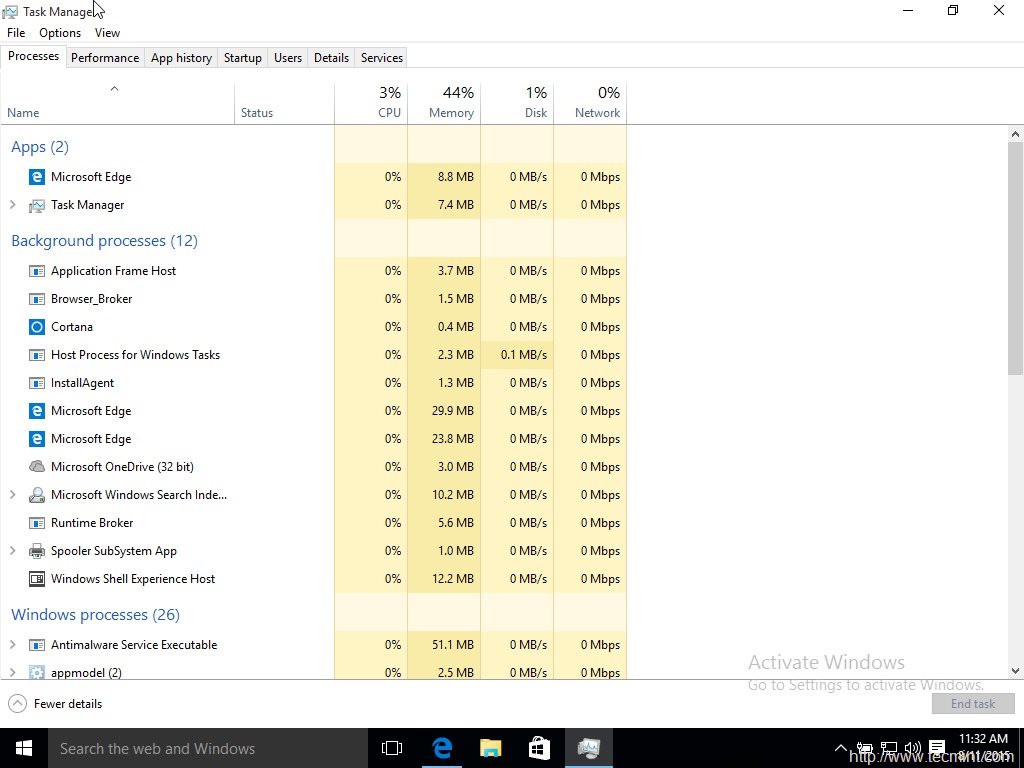 Task Manage
File Options View
Processes Performance App history Startup Users Details Services
3% 44% 1% 0%
Name Status CPU Memory Disk Network
Apps (2)
Microsoft Edge 0% 8.8 MB 0 MB/s 0 Mbps
Task Manager 0% 7.4 MB 0 MB/s 0 Mbps
Background processes (12)
Application Frame Host 0% 3.7 MB 0 MB/s 0 Mbps
Browser_Broker 0% 1.5 MB 0 MB/s 0 Mbps
Cortana 0% 0.4 MB 0 MB/s 0 Mbps
Host Process for Windows Tasks 0% 2.3 MB 0.1 MB/s 0 Mbps
InstallAgent 0% 1.3 MB 0 MB/s 0 Mbps
Microsoft Edge 0% 29.9 MB 0 MB/s 0 Mbps
Microsoft Edge 0% 23.8 MB 0 MB/s 0 Mbps
Microsoft OneDrive (32 bit) 0% 3.0 MB 0 MB/s 0 Mbps
Microsoft Windows Search Inde... 0% 10.2 MB 0 MB/s 0 Mbps
Runtime Broker 0% 5.6 MB 0 MB/s 0 Mbps
Spooler SubSystem App 0% 1.0 MB 0 MB/s 0 Mbps
Windows Shell Experience Host 0% 12.2 MB 0 MB/s 0 Mbps
Windows processes (26)
Antimalware Service Executable 0% 51.1 MB 0 MB/s 0 Mbps
appmodel (2) 0% 2.5 MB 0 MB/s 0 Mbps
Activate Windows
Go to Settings to activate Windows.
Fewer details End task
Search the web and Windows
11:32 AM
8/11/2015
http://www.tecmint.com